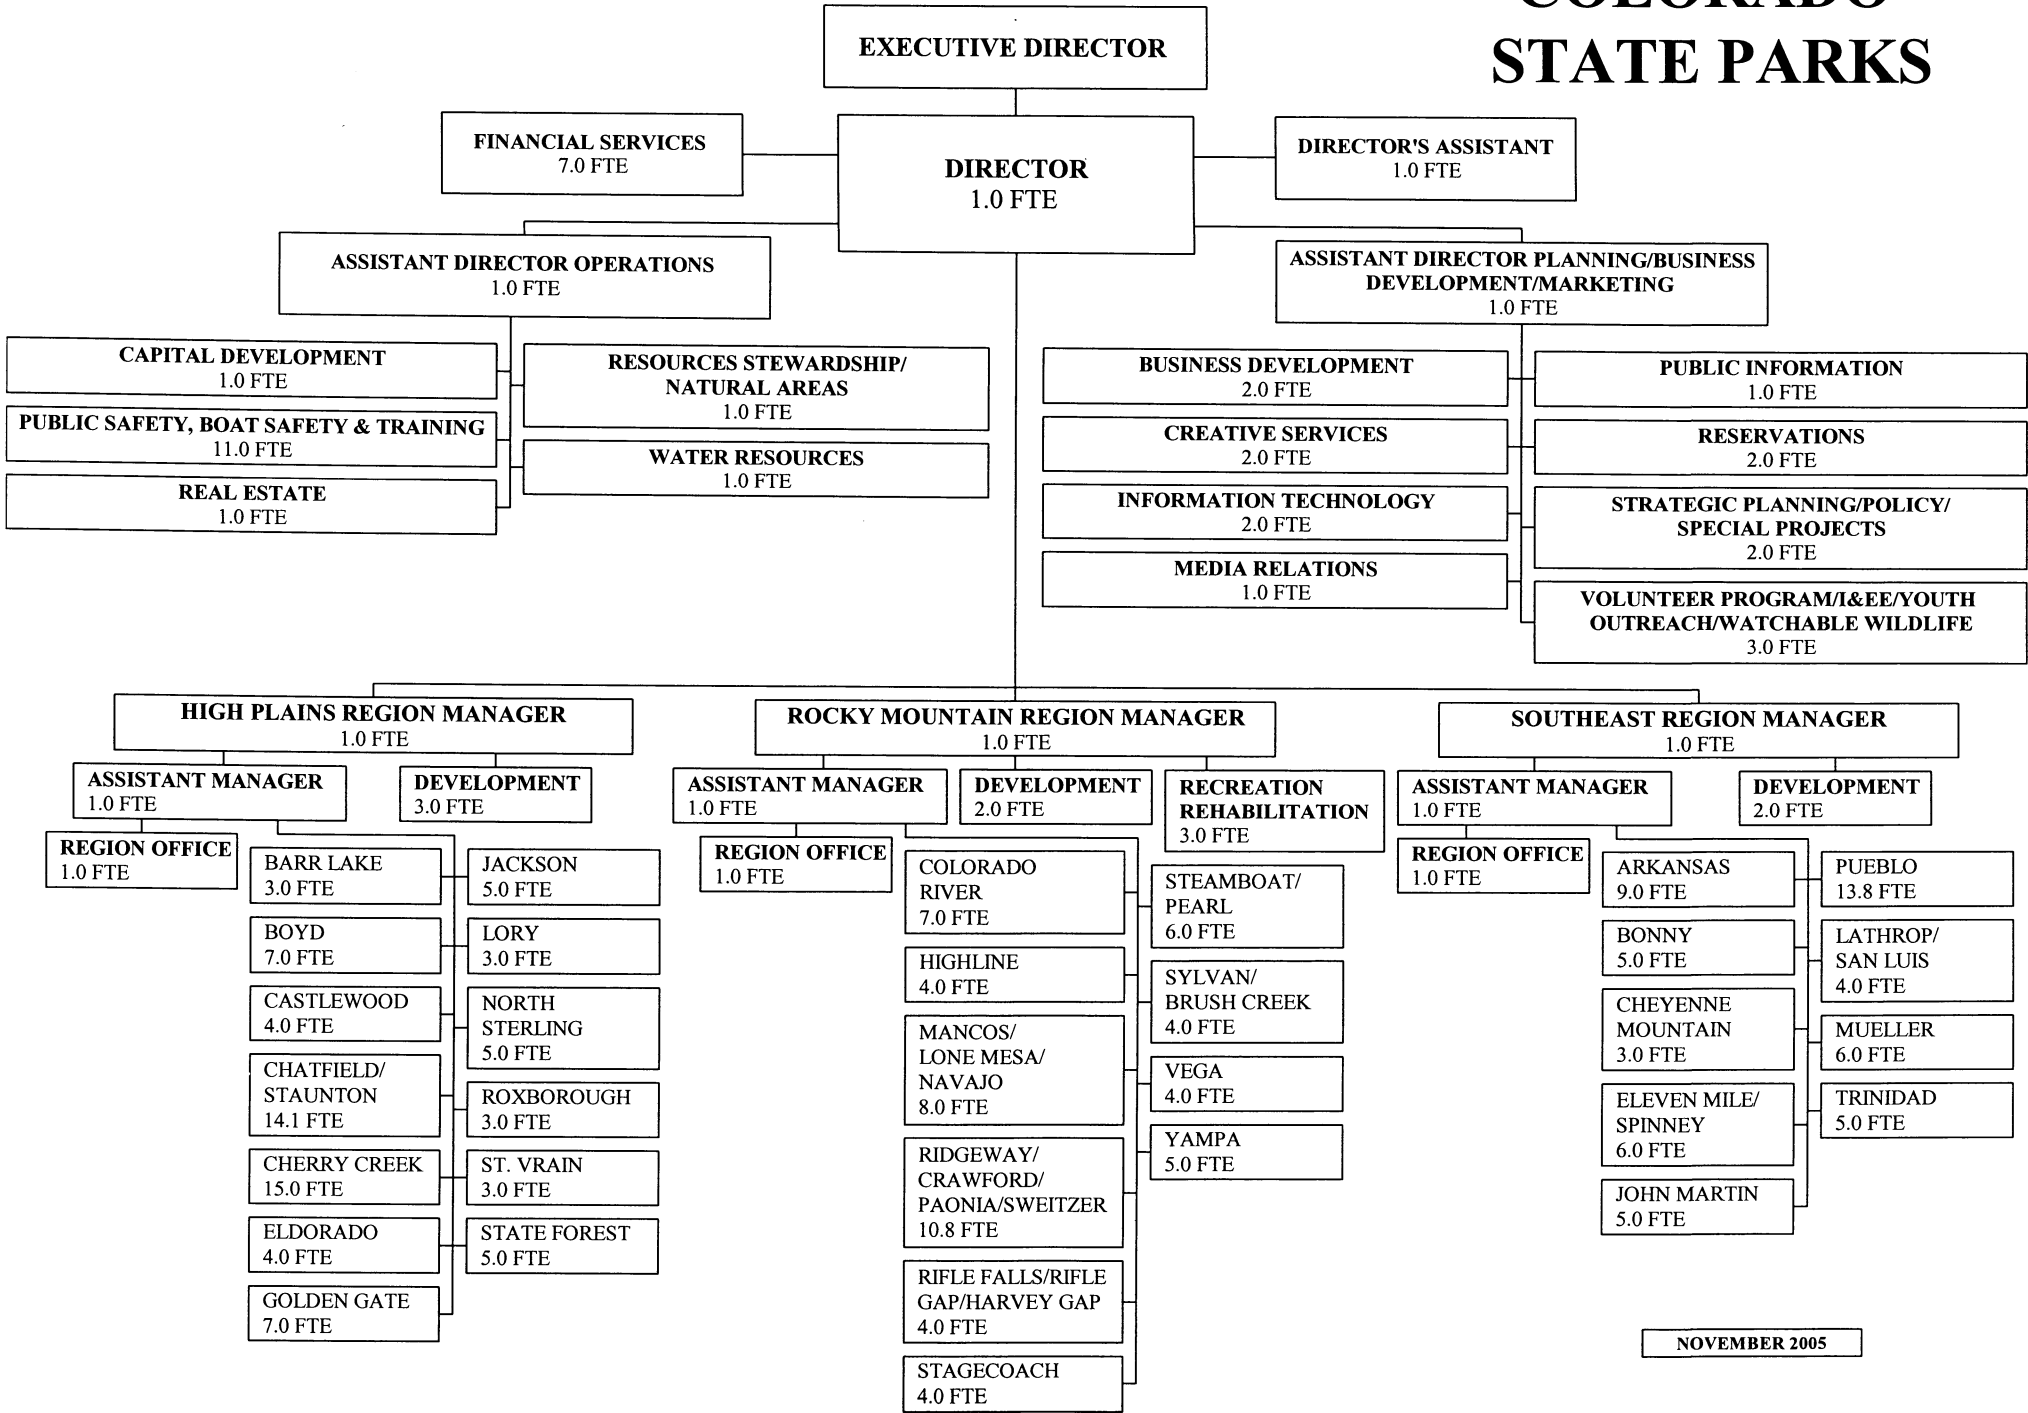 COLORADO
STATE PARKS
EXECUTIVE DIRECTOR
FINANCIAL SERVICES
7.0 FTE
DIRECTOR
1.0 FTE
DIRECTOR'S ASSISTANT
1.0 FTE
ASSISTANT DIRECTOR OPERATIONS
1.0 FTE
ASSISTANT DIRECTOR PLANNING/BUSINESS
DEVELOPMENT/MARKETING
1.0 FTE
CAPITAL DEVELOPMENT
1.0 FTE
PUBLIC SAFETY, BOAT SAFETY & TRAINING
11.0 FTE
REAL ESTATE
1.0 FTE
RESOURCES STEWARDSHIP/
NATURAL AREAS
1.0 FTE
WATER RESOURCES
1.0 FTE
BUSINESS DEVELOPMENT
2.0 FTE
CREATIVE SERVICES
2.0 FTE
INFORMATION TECHNOLOGY
2.0 FTE
MEDIA RELATIONS
1.0 FTE
PUBLIC INFORMATION
1.0 FTE
RESERVATIONS
2.0 FTE
STRATEGIC PLANNING/POLICY/
SPECIAL PROJECTS
2.0 FTE
VOLUNTEER PROGRAM/I&EE/YOUTH
OUTREACH/WATCHABLE WILDLIFE
3.0 FTE
HIGH PLAINS REGION MANAGER
1.0 FTE
ASSISTANT MANAGER
1.0 FTE
DEVELOPMENT
3.0 FTE
REGION OFFICE
1.0 FTE
BARR LAKE
3.0 FTE
BOYD
7.0 FTE
CASTLEWOOD
4.0 FTE
CHATFIELD/
STAUNTON
14.1 FTE
CHERRY CREEK
15.0 FTE
ELDORADO
4.0 FTE
GOLDEN GATE
7.0 FTE
JACKSON
5.0 FTE
LORY
3.0 FTE
NORTH
STERLING
5.0 FTE
ROXBOROUGH
3.0 FTE
ST. VRAIN
3.0 FTE
STATE FOREST
5.0 FTE
ROCKY MOUNTAIN REGION MANAGER
1.0 FTE
ASSISTANT MANAGER
1.0 FTE
DEVELOPMENT
2.0 FTE
RECREATION
REHABILITATION
3.0 FTE
REGION OFFICE
1.0 FTE
COLORADO
RIVER
7.0 FTE
HIGHLINE
4.0 FTE
MANCOS/
LONE MESA/
NAVAJO
8.0 FTE
RIDGEWAY/
CRAWFORD/
PAONIA/SWEITZER
10.8 FTE
RIFLE FALLS/RIFLE
GAP/HARVEY GAP
4.0 FTE
STAGECOACH
4.0 FTE
STEAMBOAT/
PEARL
6.0 FTE
SYLVAN/
BRUSH CREEK
4.0 FTE
VEGA
4.0 FTE
YAMPA
5.0 FTE
SOUTHEAST REGION MANAGER
1.0 FTE
ASSISTANT MANAGER
1.0 FTE
DEVELOPMENT
2.0 FTE
REGION OFFICE
1.0 FTE
ARKANSAS
9.0 FTE
BONNY
5.0 FTE
CHEYENNE
MOUNTAIN
3.0 FTE
ELEVEN MILE/
SPINNEY
6.0 FTE
JOHN MARTIN
5.0 FTE
PUEBLO
13.8 FTE
LATHROP/
SAN LUIS
4.0 FTE
MUELLER
6.0 FTE
TRINIDAD
5.0 FTE
NOVEMBER 2005